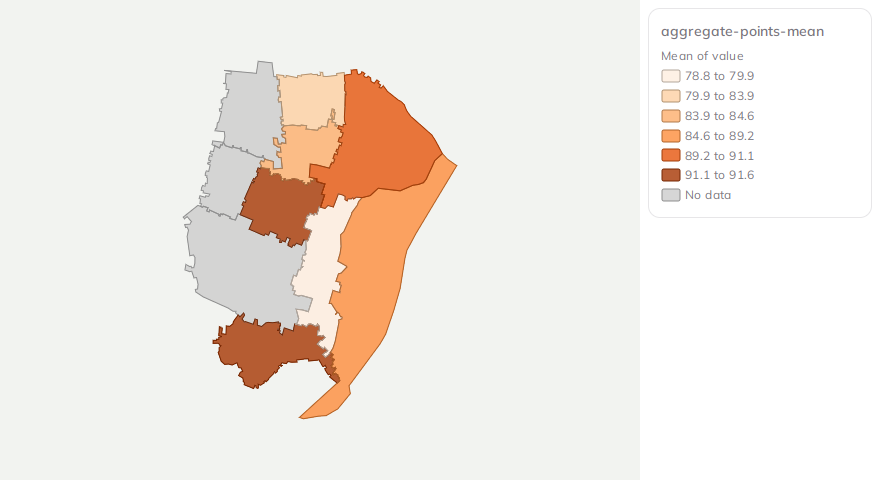 aggregate-points-mean
Mean of value
78.8 to 79.9
79.9 to 83.9
83.9 to 84.6
84.6 to 89.2
89.2 to 91.1
91.1 to 91.6
No data